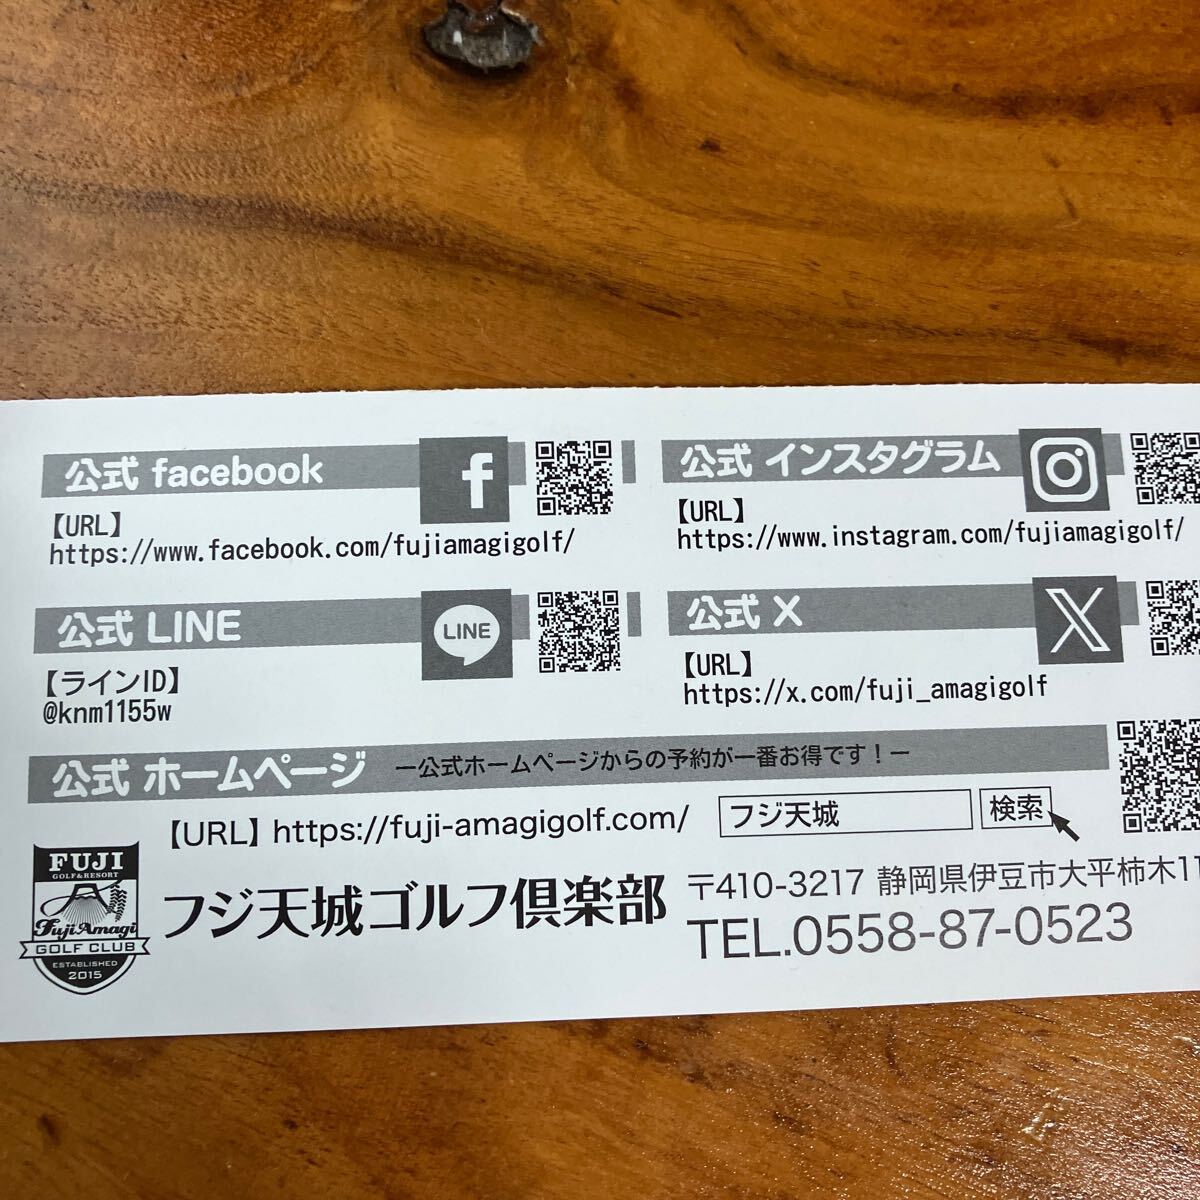 公式 facebook
【URL】
https://www.facebook.com/fujiamagigolf/
公式 インスタグラム
【URL】
https://www.instagram.com/fujiamagigolf/
公式 LINE
LINE
【ラインID】
@knm1155w
公式 X
【URL】
https://x.com/fuji_amagigolf
公式 ホームページ ー公式ホームページからの予約が一番お得です！ー
【URL】https://fuji-amagigolf.com/
フジ天城 検索
FUJI
GOLF & RESORT
FujiAmagi
GOLF CLUB
ESTABLISHED
2015
フジ天城ゴルフ倶楽部
〒410-3217 静岡県伊豆市大平柿木11
TEL.0558-87-0523